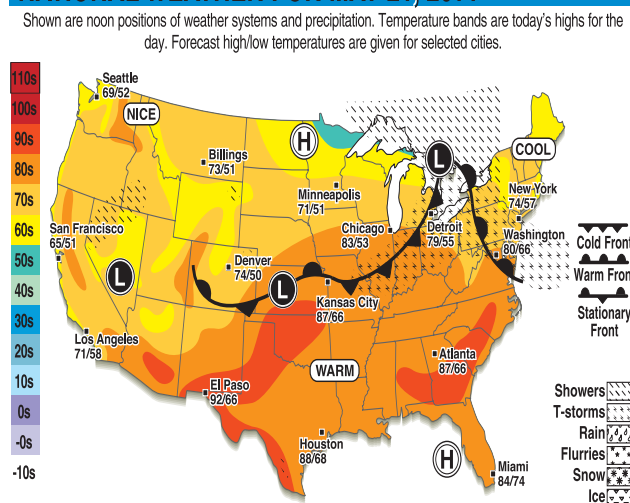 Shown are noon positions of weather systems and precipitation. Temperature bands are today's highs for the
day. Forecast high/low temperatures are given for selected cities.
110s
100s
90s
80s
70s
60s
50s
40s
30s
20s
10s
0s
-0s
-10s
Seattle
69/52
NICE
Billings
73/51
H
Minneapolis
71/51
L
COOL
New York
74/57
San Francisco
65/51
L
Denver
74/50
L
Chicago
83/53
Detroit
79/55
Washington
80/66
Kansas City
87/66
Los Angeles
71/58
El Paso
92/66
WARM
Atlanta
87/66
Houston
88/68
H
Miami
84/74
Cold Front
Warm Fron
Stationary
Front
Showers
T-storms
Rain
Flurries
Snow
Ice